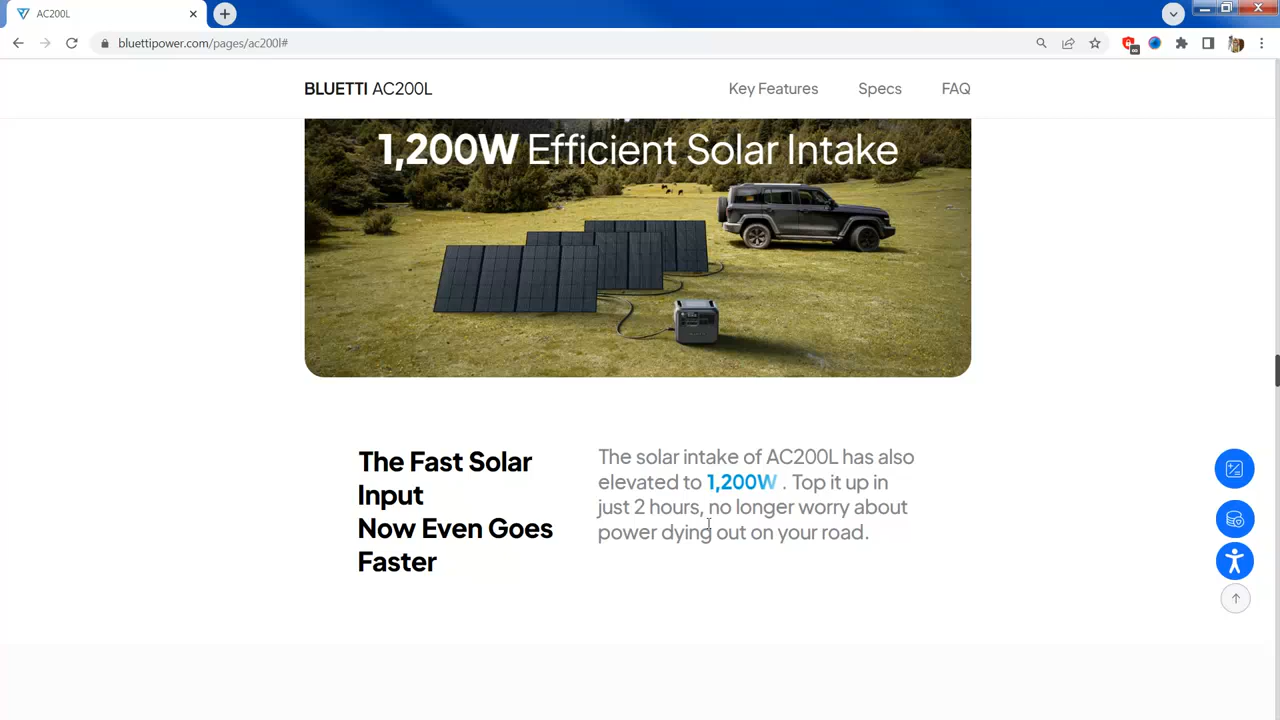 AC200L
bluettipower.com/pages/ac200l#
BLUETTI AC200L
Key Features
Specs
FAQ
1,200W Efficient Solar Intake
The Fast Solar
Input
Now Even Goes
Faster
The solar intake of AC200L has also
elevated to 1,200W . Top it up in
just 2 hours, no longer worry about
power dying out on your road.